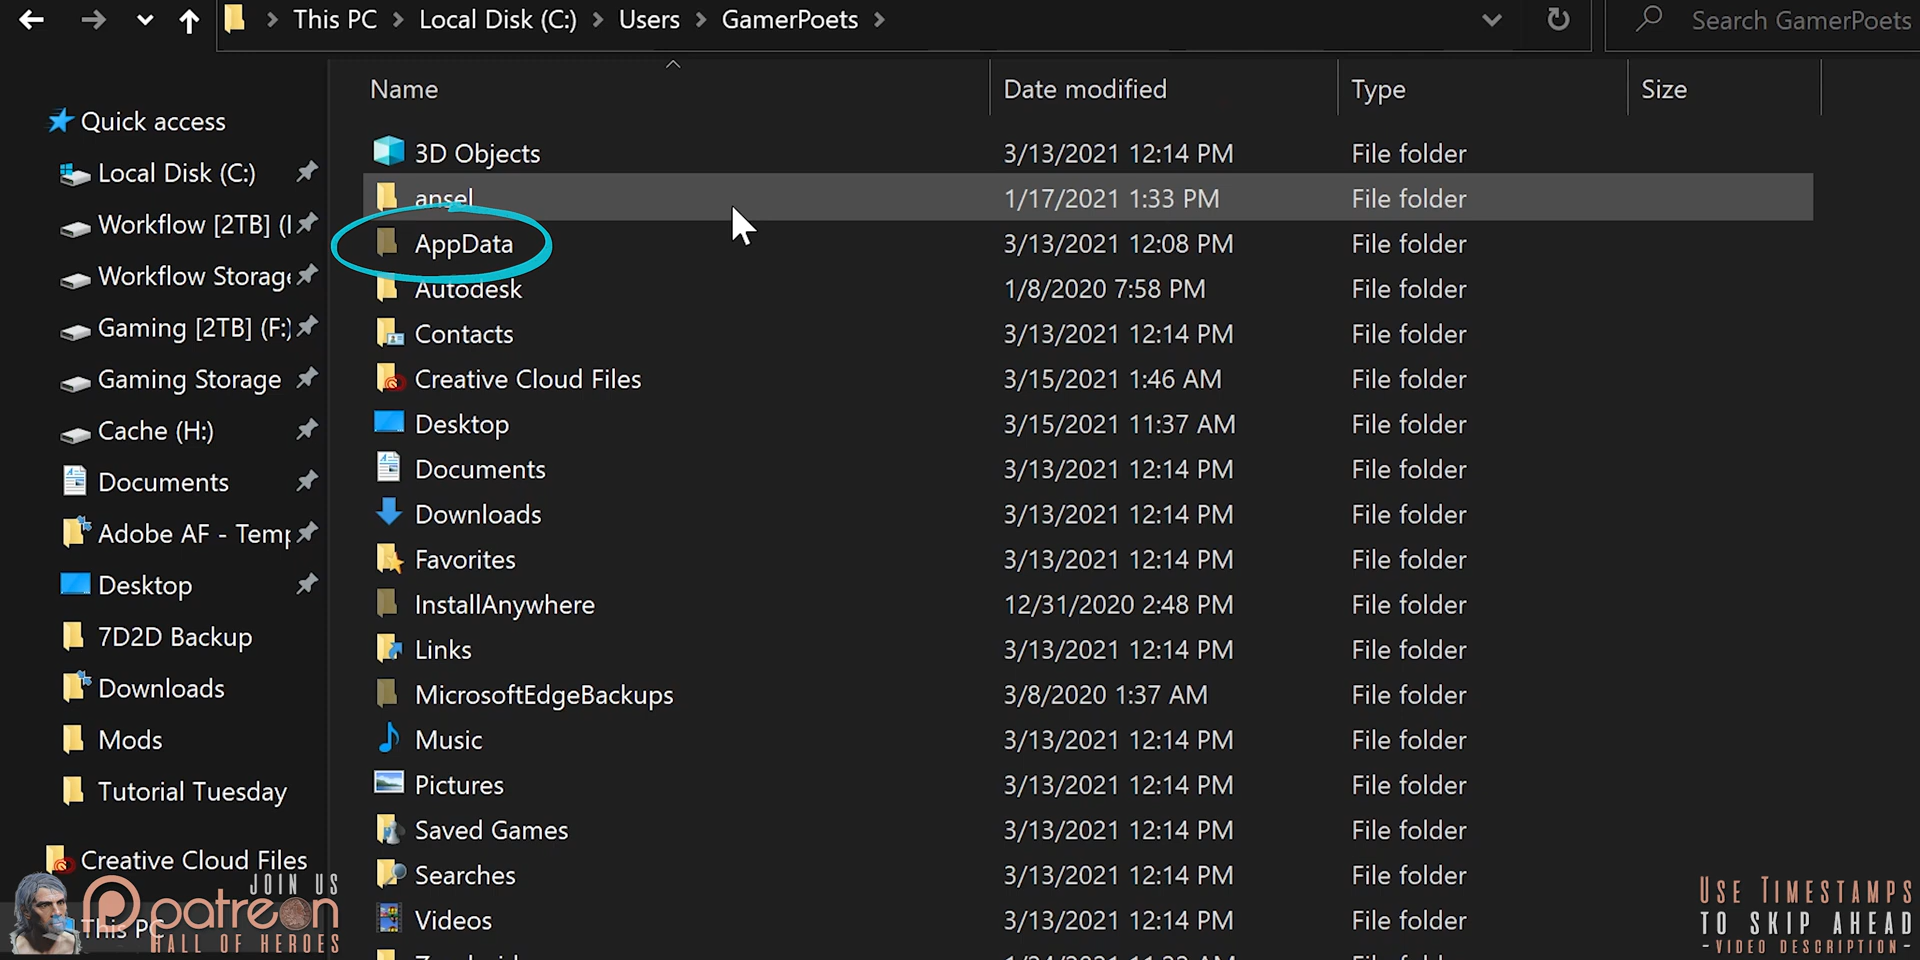 This PC
Local Disk (C:)
Users
GamerPoets
Search GamerPoets
Name
Date modified
Type
Size
Quick access
Local Disk (C:)
Workflow [2TB] (
Workflow Storag
Gaming [2TB] (F:)
Gaming Storage
Cache (H:)
Documents
Adobe AF - Temp
Desktop
7D2D Backup
Downloads
Mods
Tutorial Tuesday
Creative Cloud Files
This PC
3D Objects 3/13/2021 12:14 PM File folder
ansel 1/17/2021 1:33 PM File folder
AppData 3/13/2021 12:08 PM File folder
Autodesk 1/8/2020 7:58 PM File folder
Contacts 3/13/2021 12:14 PM File folder
Creative Cloud Files 3/15/2021 1:46 AM File folder
Desktop 3/15/2021 11:37 AM File folder
Documents 3/13/2021 12:14 PM File folder
Downloads 3/13/2021 12:14 PM File folder
Favorites 3/13/2021 12:14 PM File folder
InstallAnywhere 12/31/2020 2:48 PM File folder
Links 3/13/2021 12:14 PM File folder
MicrosoftEdgeBackups 3/8/2020 1:37 AM File folder
Music 3/13/2021 12:14 PM File folder
Pictures 3/13/2021 12:14 PM File folder
Saved Games 3/13/2021 12:14 PM File folder
Searches 3/13/2021 12:14 PM File folder
Videos 3/13/2021 12:14 PM File folder
JOIN US
patreon
HALL OF HEROES
USE TIMESTAMPS
TO SKIP AHEAD
-VIDEO DESCRIPTION-